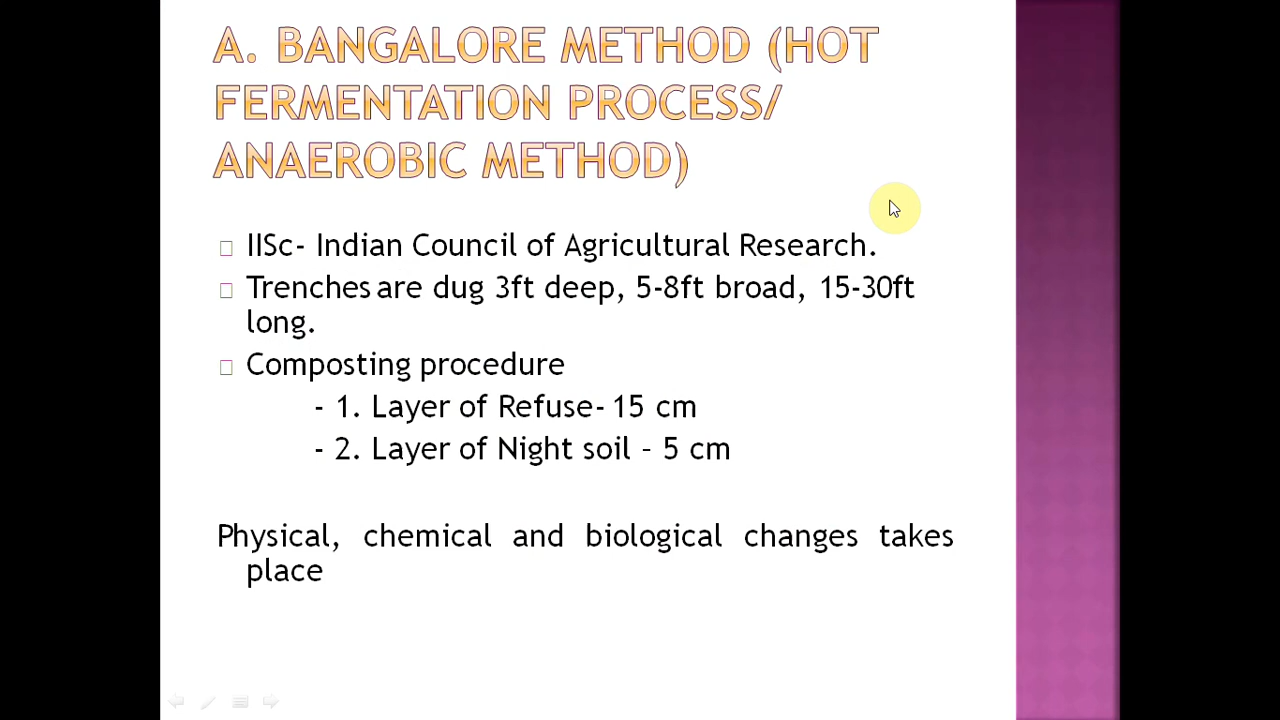 A. BANGALORE METHOD (HOT
FERMENTATION PROCESS/
ANAEROBIC METHOD)
IISc- Indian Council of Agricultural Research.
Trenches are dug 3ft deep, 5-8ft broad, 15-30ft
long.
Composting procedure
- 1. Layer of Refuse- 15 cm
- 2. Layer of Night soil – 5 cm
Physical, chemical and biological changes takes
place